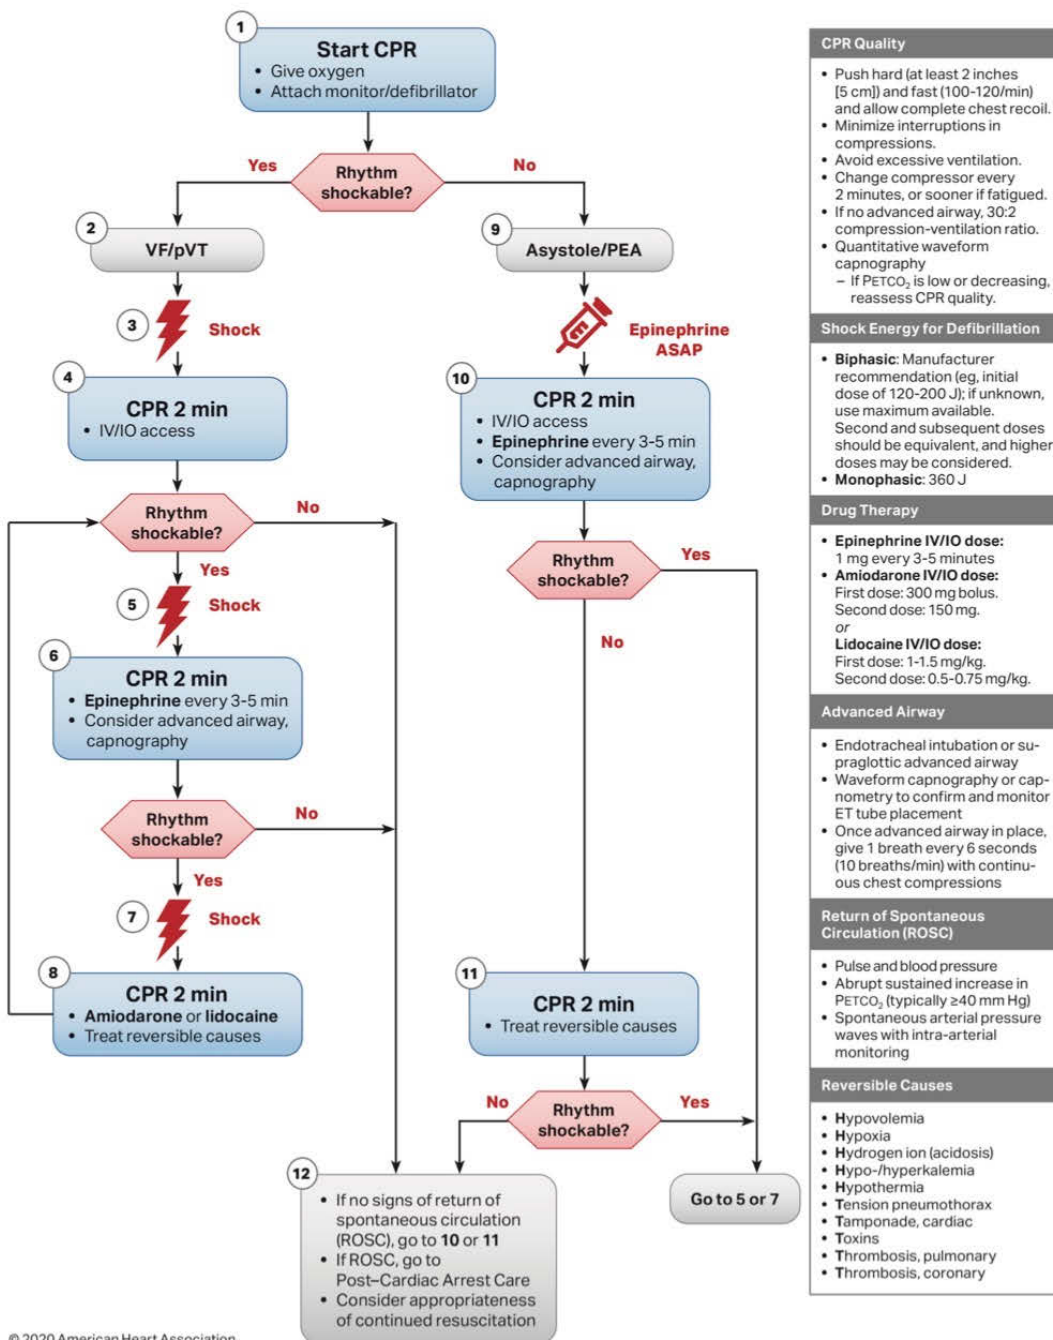 1
Start CPR
• Give oxygen
• Attach monitor/defibrillator
Yes
Rhythm
shockable?
No
2
VF/pVT
9
Asystole/PEA
3
Shock
Epinephrine
ASAP
4
CPR 2 min
• IV/IO access
10
CPR 2 min
• IV/IO access
• Epinephrine every 3-5 min
• Consider advanced airway,
capnography
Rhythm
shockable?
No
Yes
Rhythm
shockable?
Yes
No
5
Shock
6
CPR 2 min
• Epinephrine every 3-5 min
• Consider advanced airway,
capnography
Rhythm
shockable?
No
Yes
7
Shock
8
CPR 2 min
• Amiodarone or lidocaine
• Treat reversible causes
11
CPR 2 min
• Treat reversible causes
No
Rhythm
shockable?
Yes
12
• If no signs of return of
spontaneous circulation
(ROSC), go to 10 or 11
• If ROSC, go to
Post–Cardiac Arrest Care
• Consider appropriateness
of continued resuscitation
Go to 5 or 7
© 2020 American Heart Association
CPR Quality
• Push hard (at least 2 inches
[5 cm]) and fast (100-120/min)
and allow complete chest recoil.
• Minimize interruptions in
compressions.
• Avoid excessive ventilation.
• Change compressor every
2 minutes, or sooner if fatigued.
• If no advanced airway, 30:2
compression-ventilation ratio.
• Quantitative waveform
capnography
– If PETCO₂ is low or decreasing,
reassess CPR quality.
Shock Energy for Defibrillation
• Biphasic: Manufacturer
recommendation (eg, initial
dose of 120-200 J); if unknown,
use maximum available.
Second and subsequent doses
should be equivalent, and higher
doses may be considered.
• Monophasic: 360 J
Drug Therapy
• Epinephrine IV/IO dose:
1 mg every 3-5 minutes
• Amiodarone IV/IO dose:
First dose: 300 mg bolus.
Second dose: 150 mg.
or
Lidocaine IV/IO dose:
First dose: 1-1.5 mg/kg.
Second dose: 0.5-0.75 mg/kg.
Advanced Airway
• Endotracheal intubation or su-
praglottic advanced airway
• Waveform capnography or cap-
nometry to confirm and monitor
ET tube placement
• Once advanced airway in place,
give 1 breath every 6 seconds
(10 breaths/min) with continu-
ous chest compressions
Return of Spontaneous
Circulation (ROSC)
• Pulse and blood pressure
• Abrupt sustained increase in
PETCO₂ (typically ≥40 mm Hg)
• Spontaneous arterial pressure
waves with intra-arterial
monitoring
Reversible Causes
• Hypovolemia
• Hypoxia
• Hydrogen ion (acidosis)
• Hypo-/hyperkalemia
• Hypothermia
• Tension pneumothorax
• Tamponade, cardiac
• Toxins
• Thrombosis, pulmonary
• Thrombosis, coronary